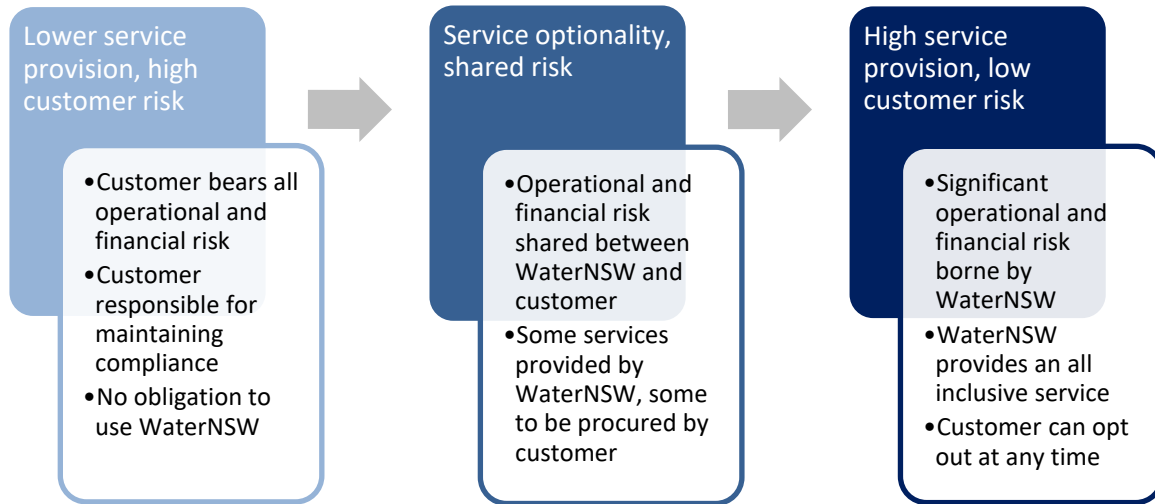 Lower service
provision, high
customer risk
•Customer bears all
operational and
financial risk
•Customer
responsible for
maintaining
compliance
•No obligation to
use WaterNSW
Service optionality,
shared risk
•Operational and
financial risk
shared between
WaterNSW and
customer
•Some services
provided by
WaterNSW, some
to be procured by
customer
High service
provision, low
customer risk
•Significant
operational and
financial risk
borne by
WaterNSW
•WaterNSW
provides an all
inclusive service
•Customer can opt
out at any time